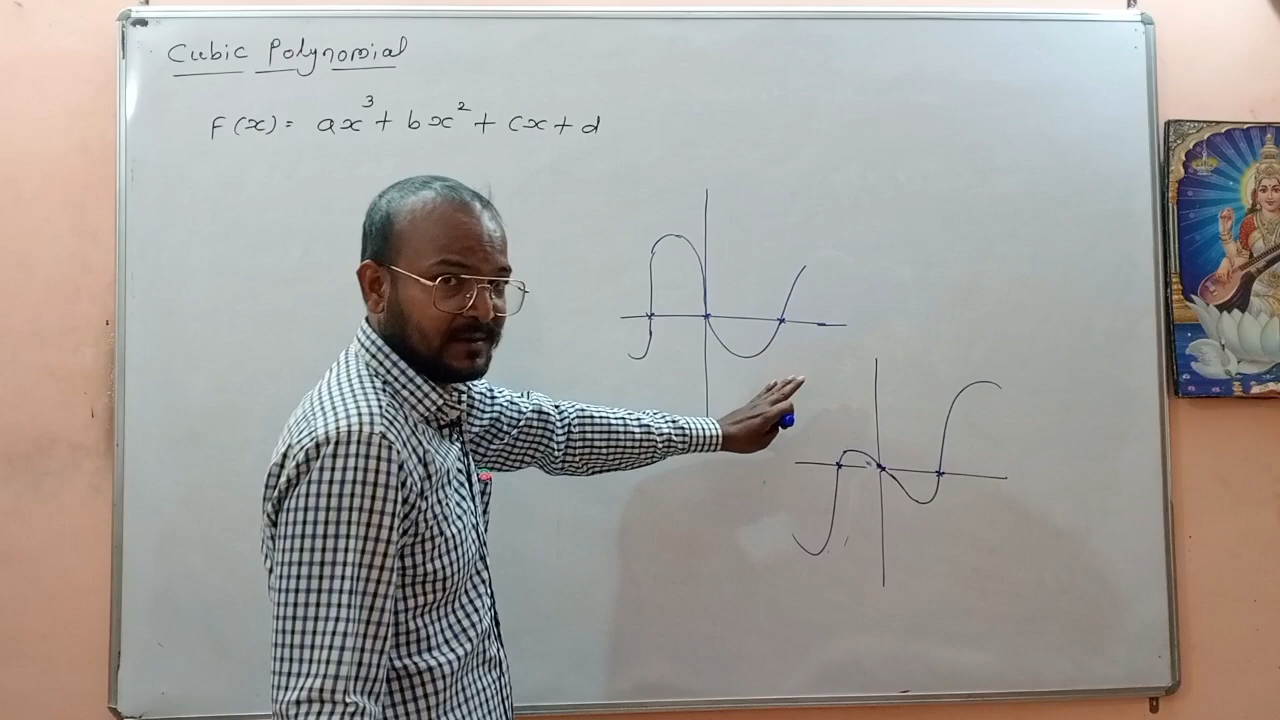 Cubic Polynomial
F(x) = ax³ + bx² + cx + d